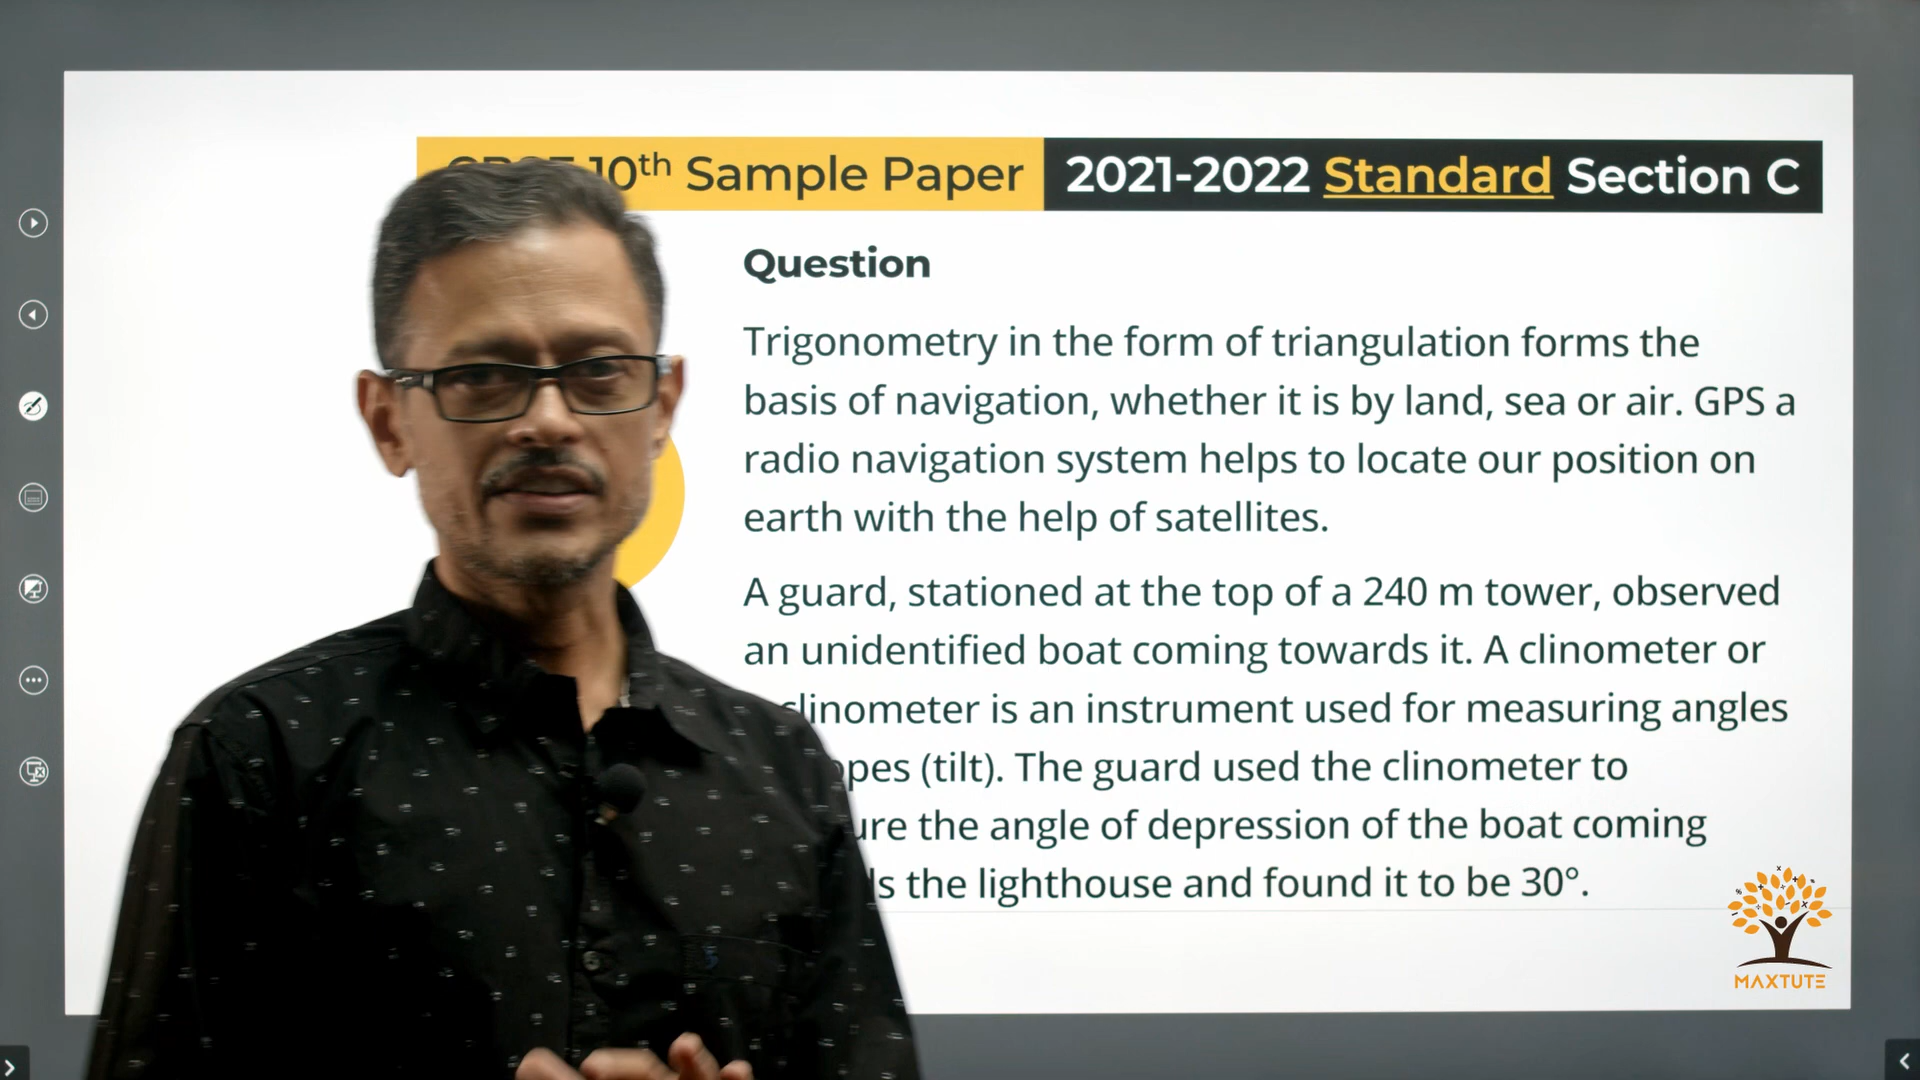 10th Sample Paper 2021-2022 Standard Section C
Question
Trigonometry in the form of triangulation forms the
basis of navigation, whether it is by land, sea or air. GPS a
radio navigation system helps to locate our position on
earth with the help of satellites.
A guard, stationed at the top of a 240 m tower, observed
an unidentified boat coming towards it. A clinometer or
clinometer is an instrument used for measuring angles
(tilt). The guard used the clinometer to
the angle of depression of the boat coming
the lighthouse and found it to be 30°.
MAXTUTE